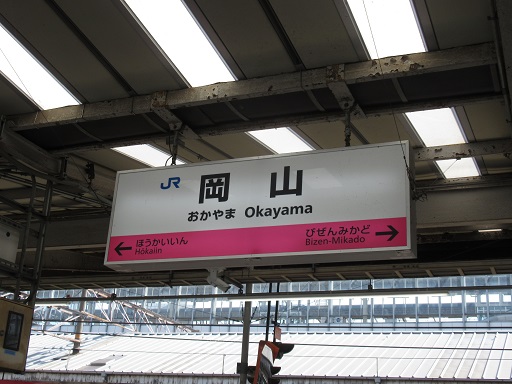 JR 岡山
おかやま Okayama
← ほうかいいん
Hōkaiin
びぜんみかど →
Bizen-Mikado